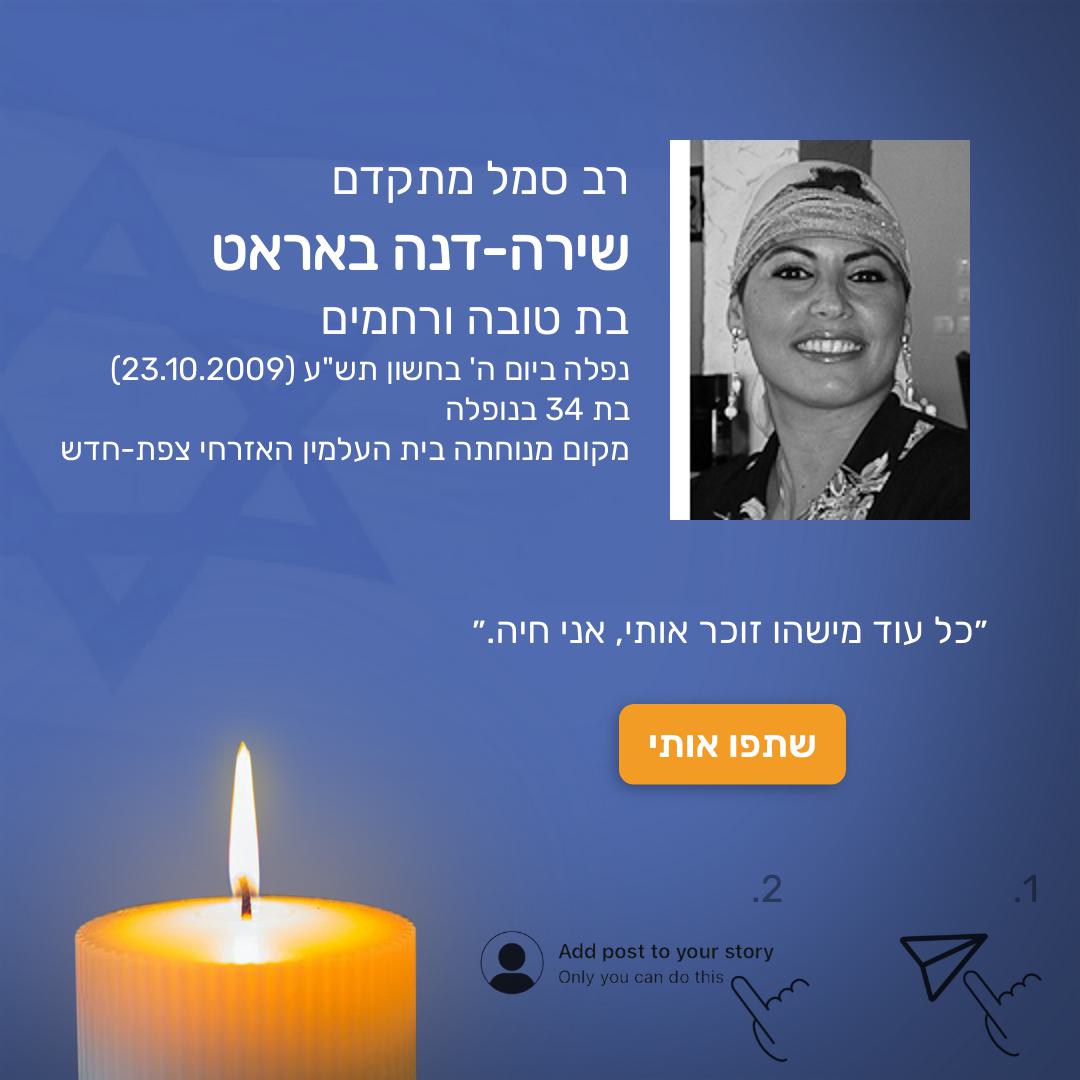 רב סמל מתקדם
שירה-דנה באראט
בת טובה ורחמים
נפלה ביום ה' בחשון תש"ע (23.10.2009)
בת 34 בנופלה
מקום מנוחתה בית העלמין האזרחי צפת-חדש
״כל עוד מישהו זוכר אותי, אני חיה.״
שתפו אותי
.1
.2
Add post to your story
Only you can do this